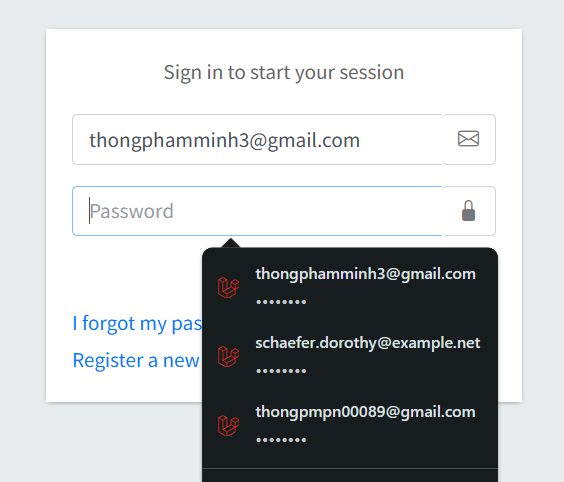 Sign in to start your session
thongphamminh3@gmail.com
Password
thongphamminh3@gmail.com
••••••••
schaefer.dorothy@example.net
••••••••
thongpmpn00089@gmail.com
••••••••
I forgot my pas
Register a new